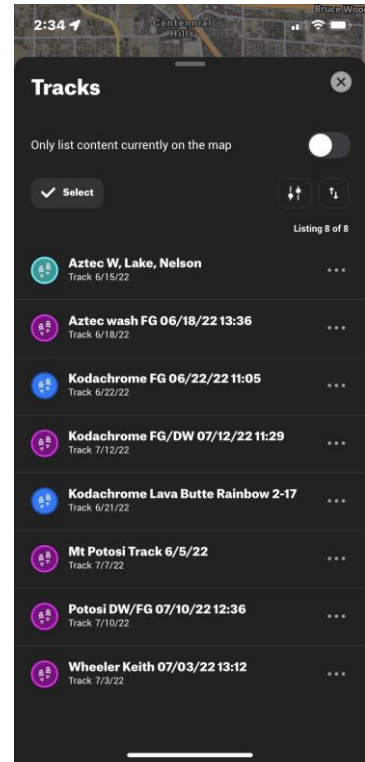 Bruce Woo
2:34
Centennial
Hills
Tracks
Only list content currently on the map
Select
Listing 8 of 8
Aztec W, Lake, Nelson
Track 6/15/22
Aztec wash FG 06/18/22 13:36
Track 6/18/22
Kodachrome FG 06/22/22 11:05
Track 6/22/22
Kodachrome FG/DW 07/12/22 11:29
Track 7/12/22
Kodachrome Lava Butte Rainbow 2-17
Track 6/21/22
Mt Potosi Track 6/5/22
Track 7/7/22
Potosi DW/FG 07/10/22 12:36
Track 7/10/22
Wheeler Keith 07/03/22 13:12
Track 7/3/22